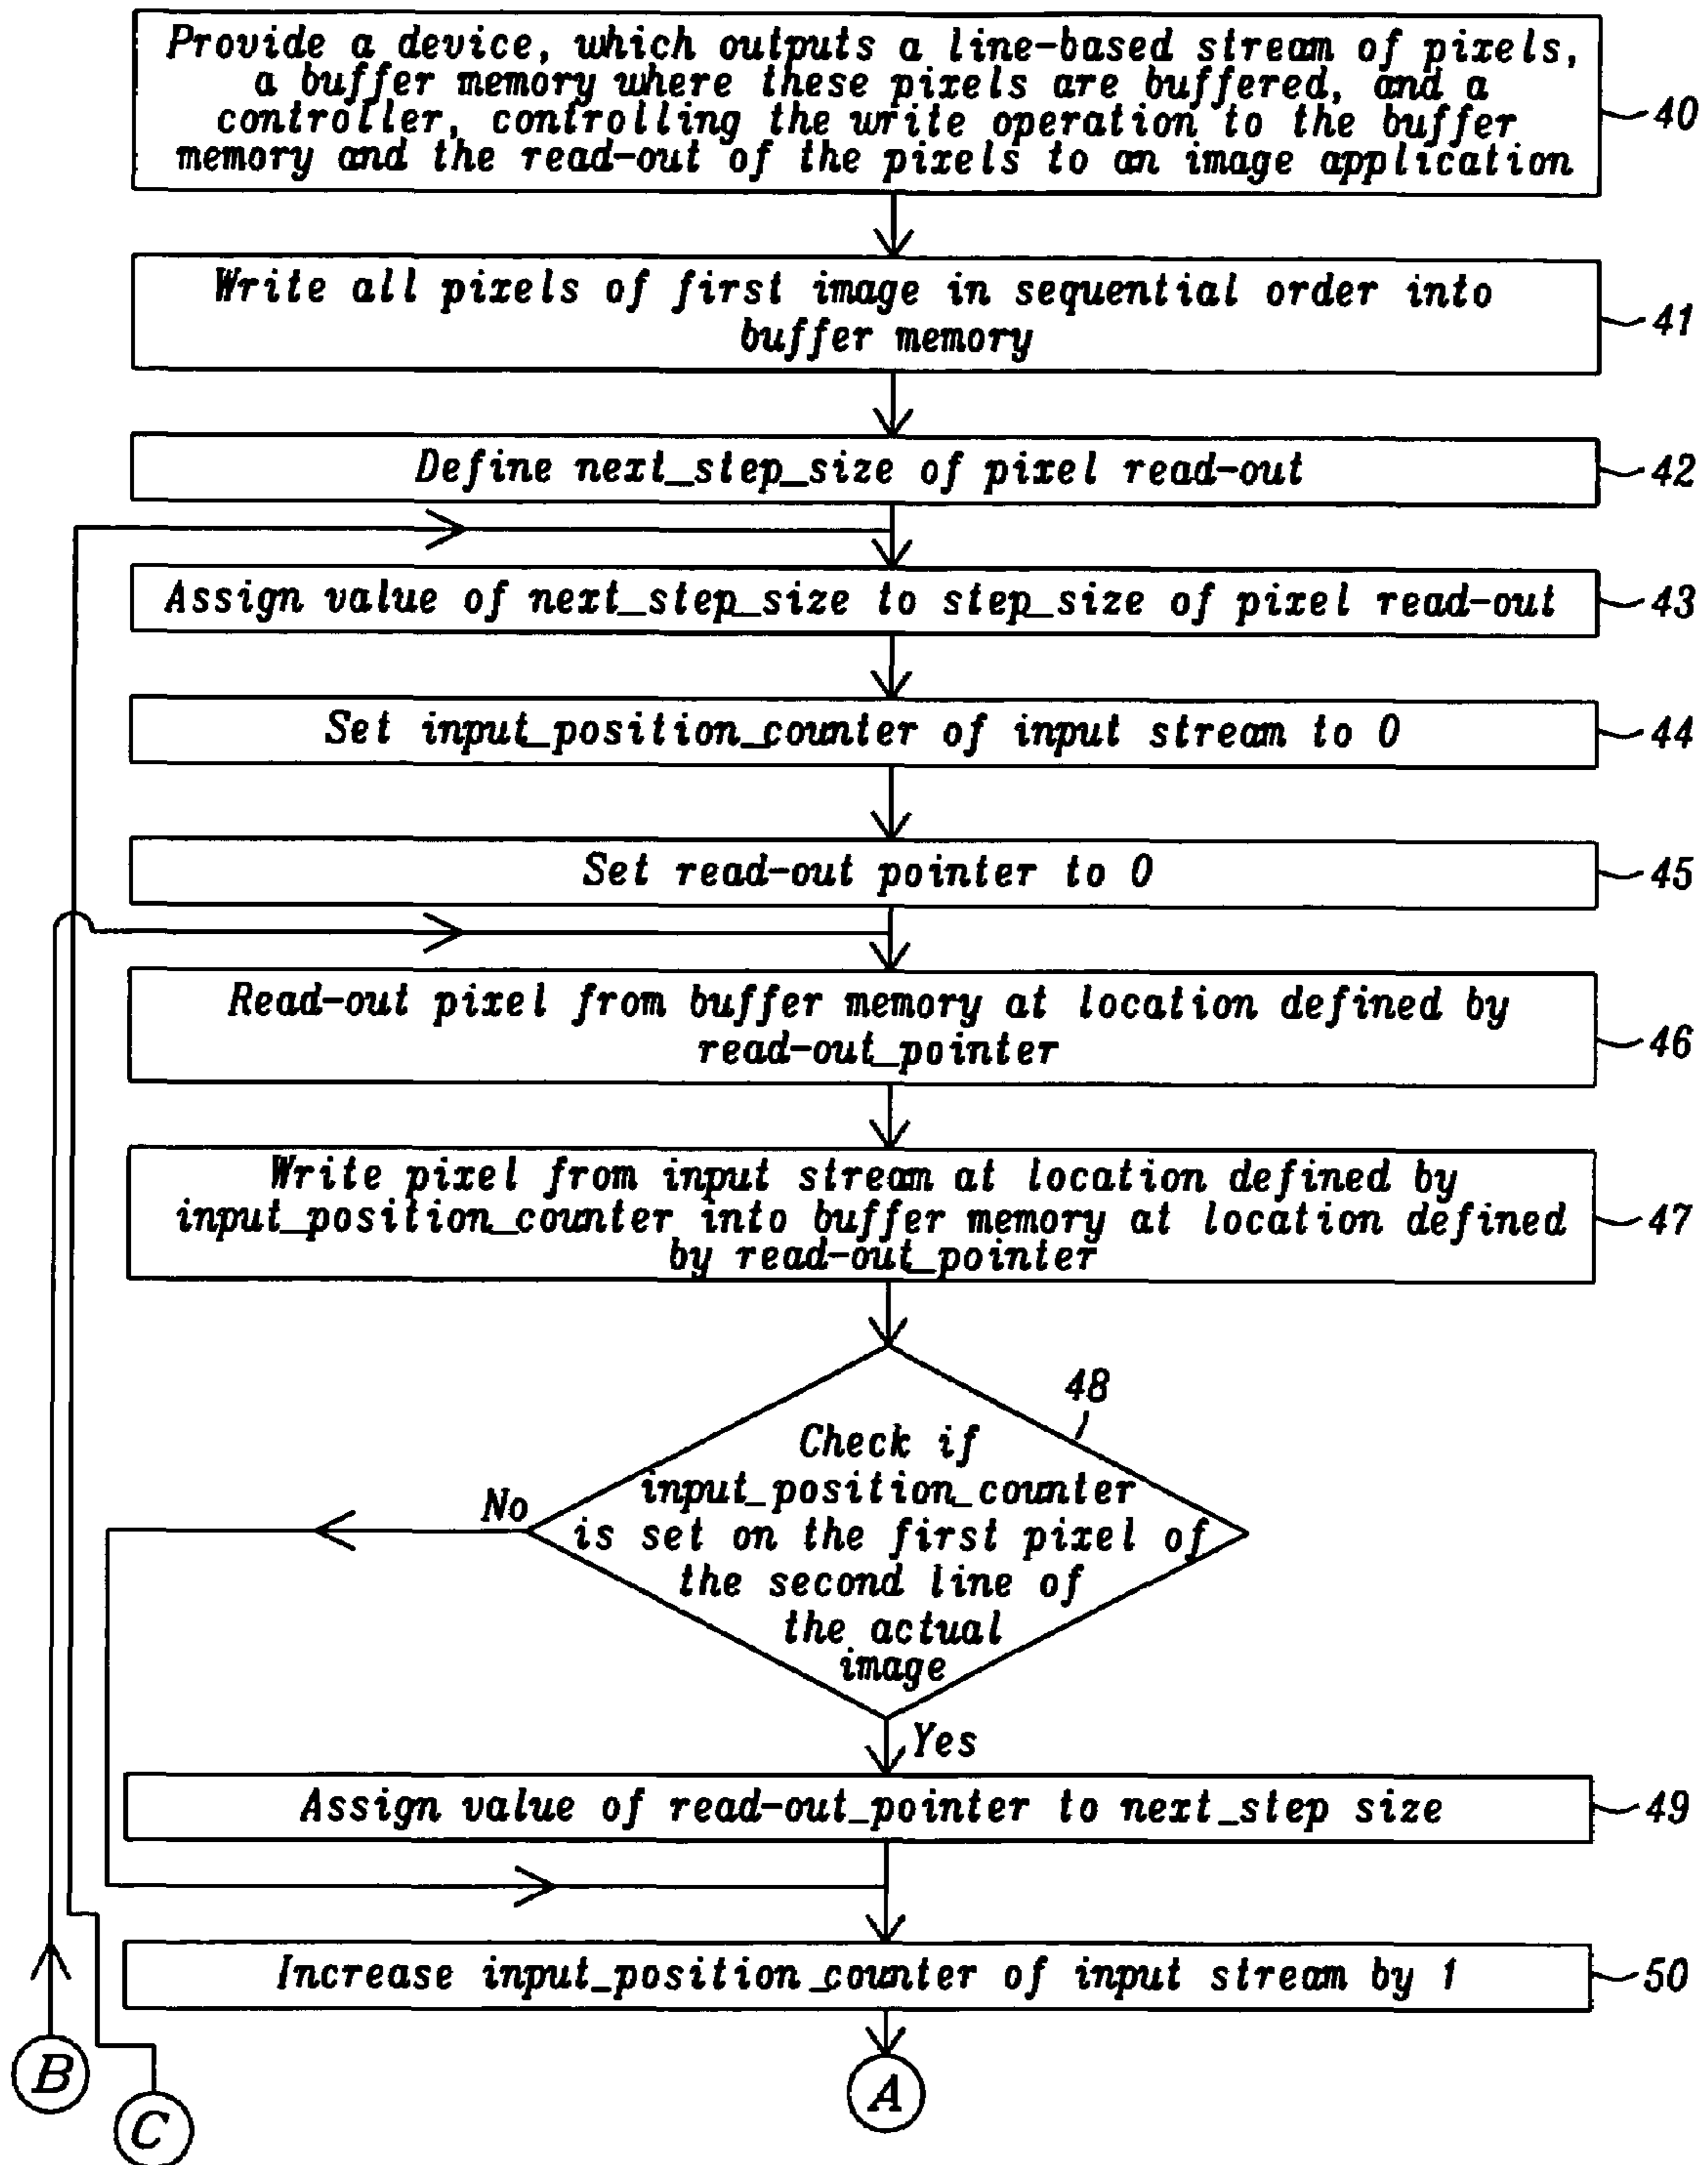 Provide a device, which outputs a line-based stream of pixels,
a buffer memory where these pixels are buffered, and a
controller, controlling the write operation to the buffer
memory and the read-out of the pixels to an image application
40
Write all pixels of first image in sequential order into
buffer memory
41
Define next_step_size of pixel read-out
42
Assign value of next_step_size to step_size of pixel read-out
43
Set input_position_counter of input stream to 0
44
Set read-out pointer to 0
45
Read-out pixel from buffer memory at location defined by
read-out_pointer
46
Write pixel from input stream at location defined by
input_position_counter into buffer memory at location defined
by read-out_pointer
47
48
Check if
input_position_counter
is set on the first pixel of
the second line of
the actual
image
No
Yes
Assign value of read-out_pointer to next_step size
49
Increase input_position_counter of input stream by 1
50
B
C
A